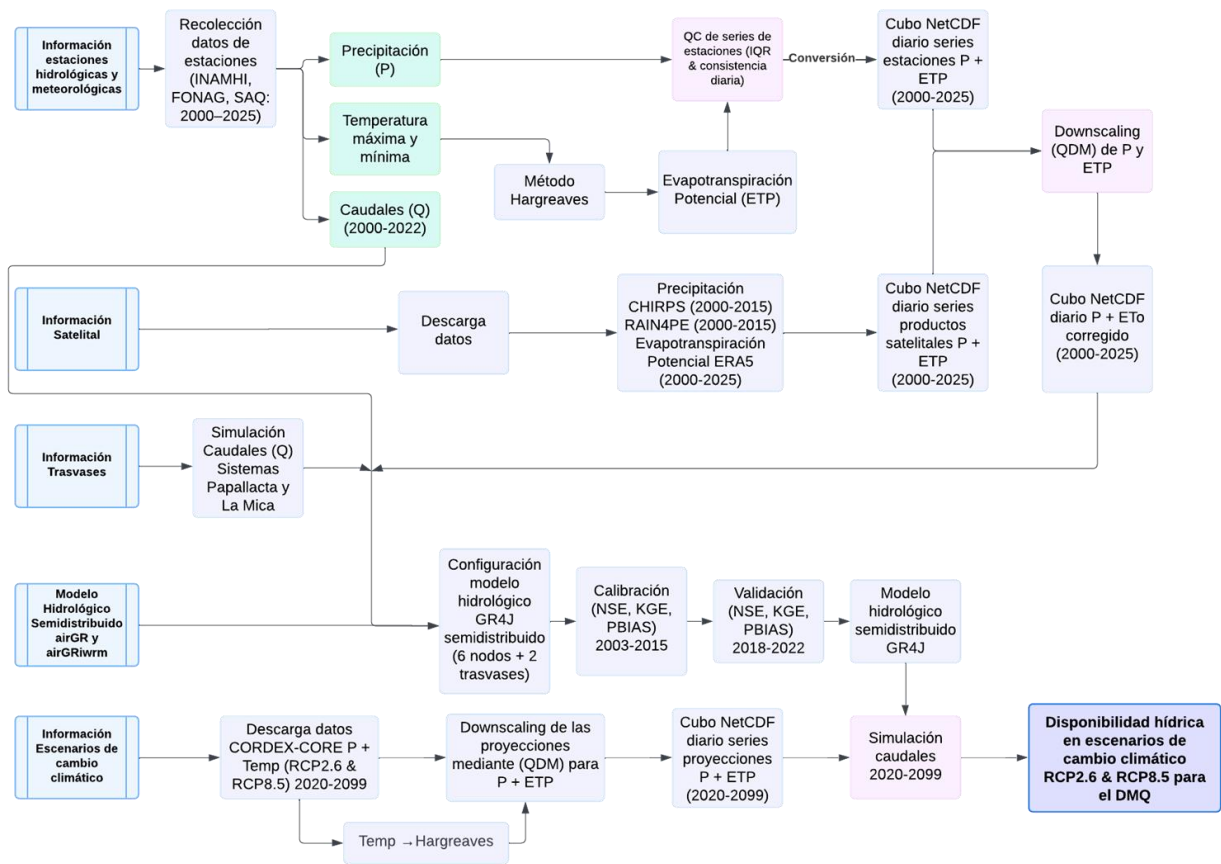 Información
estaciones
hidrológicas y
meteorológicas
Recolección
datos de
estaciones
(INAMHI,
FONAG, SAQ:
2000–2025)
Precipitación
(P)
QC de series de
estaciones (IQR
& consistencia
diaria)
Conversión
Cubo NetCDF
diario series
estaciones P +
ETP
(2000-2025)
Temperatura
máxima y
mínima
Método
Hargreaves
Evapotranspiración
Potencial (ETP)
Downscaling
(QDM) de P y
ETP
Caudales (Q)
(2000-2022)
Información
Satelital
Descarga
datos
Precipitación
CHIRPS (2000-2015)
RAIN4PE (2000-2015)
Evapotranspiración
Potencial ERA5
(2000-2025)
Cubo NetCDF
diario series
productos
satelitales P +
ETP
(2000-2025)
Cubo NetCDF
diario P + ETo
corregido
(2000-2025)
Información
Trasvases
Simulación
Caudales (Q)
Sistemas
Papallacta y
La Mica
Modelo
Hidrológico
Semidistribuido
airGR y
airGRiwrm
Configuración
modelo
hidrológico
GR4J
semidistribuido
(6 nodos + 2
trasvases)
Calibración
(NSE, KGE,
PBIAS)
2003-2015
Validación
(NSE, KGE,
PBIAS)
2018-2022
Modelo
hidrológico
semidistribuido
GR4J
Información
Escenarios de
cambio
climático
Descarga datos
CORDEX-CORE P +
Temp (RCP2.6 &
RCP8.5) 2020-2099
Downscaling de las
proyecciones
mediante (QDM) para
P + ETP
Cubo NetCDF
diario series
proyecciones
P + ETP
(2020-2099)
Simulación
caudales
2020-2099
Disponibilidad hídrica
en escenarios de
cambio climático
RCP2.6 & RCP8.5 para
el DMQ
Temp →Hargreaves